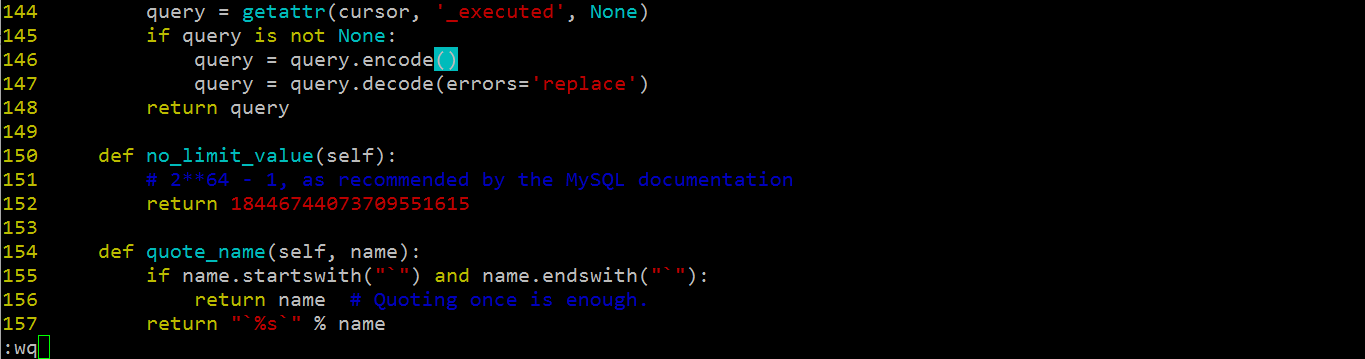 144         query = getattr(cursor, '_executed', None)
145         if query is not None:
146             query = query.encode()
147             query = query.decode(errors='replace')
148         return query
149
150     def no_limit_value(self):
151         # 2**64 - 1, as recommended by the MySQL documentation
152         return 18446744073709551615
153
154     def quote_name(self, name):
155         if name.startswith("`") and name.endswith("`"):
156             return name  # Quoting once is enough.
157         return "`%s`" % name
:wq